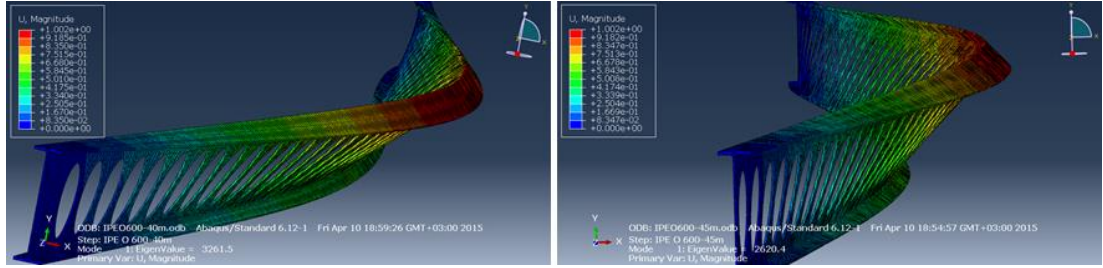 U, Magnitude
+1.002e+00
+9.185e-01
+8.350e-01
+7.515e-01
+6.680e-01
+5.845e-01
+5.010e-01
+4.175e-01
+3.340e-01
+2.505e-01
+1.670e-01
+8.350e-02
+0.000e+00
Y
Z X
ODB: IPEO600-40m.odb Abaqus/Standard 6.12-1 Fri Apr 10 18:59:26 GMT+03:00 2015
Step: IPE O 600-40m
Mode 1: EigenValue = 3261.5
Primary Var: U, Magnitude
U, Magnitude
+1.002e+00
+9.182e-01
+8.347e-01
+7.513e-01
+6.678e-01
+5.843e-01
+5.008e-01
+4.174e-01
+3.339e-01
+2.504e-01
+1.669e-01
+8.347e-02
+0.000e+00
Y
X
ODB: IPEO600-45m.odb Abaqus/Standard 6.12-1 Fri Apr 10 18:54:57 GMT+03:00 2015
Step: IPE O 600-45m
Mode 1: EigenValue = 2620.4
Primary Var: U, Magnitude